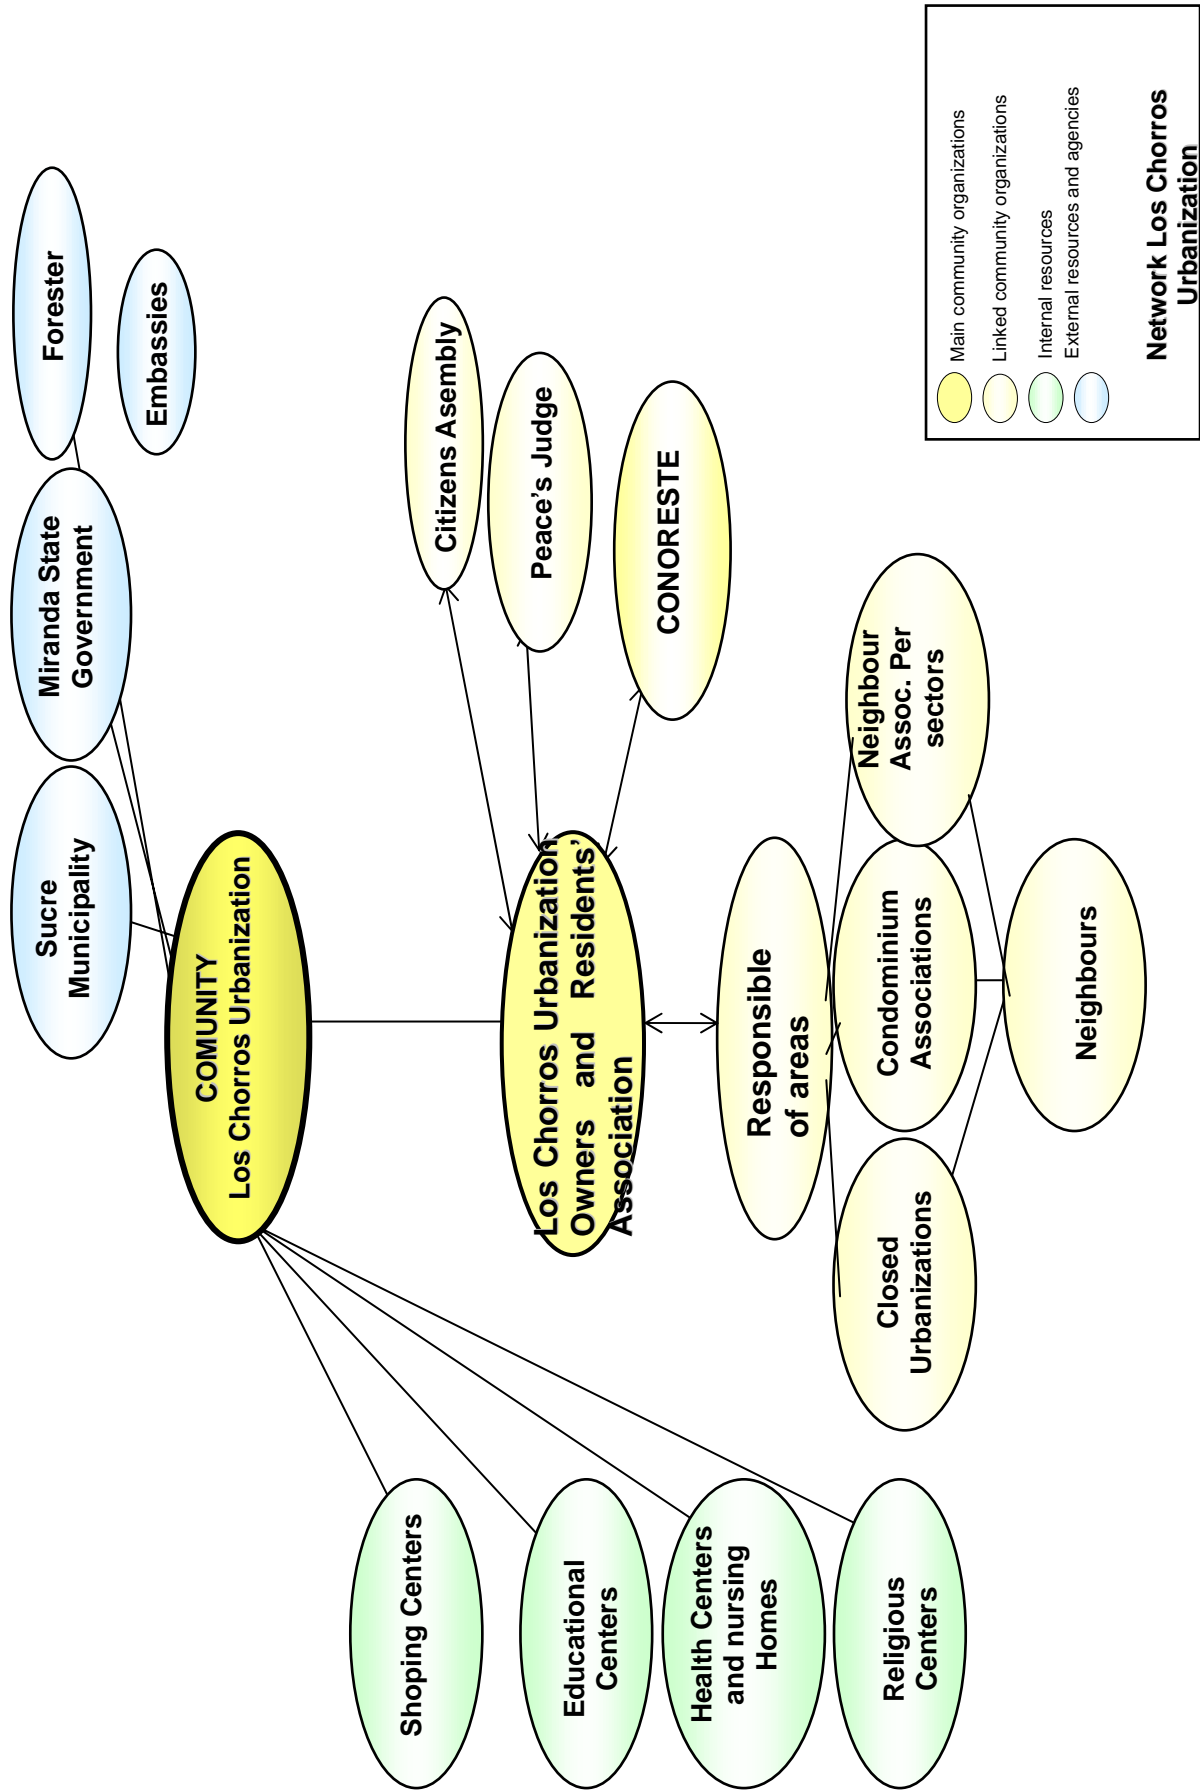 Sucre
Municipality
Miranda State
Government
Forester
Embassies
COMUNITY
Los Chorros Urbanization
Citizens Asembly
Peace’s Judge
CONORESTE
Los Chorros Urbanization
Owners and Residents’
Association
Shoping Centers
Educational
Centers
Health Centers
and nursing
Homes
Religious
Centers
Responsible
of areas
Closed
Urbanizations
Condominium
Associations
Neighbour
Assoc. Per
sectors
Neighbours
Main community organizations
Linked community organizations
Internal resources
External resources and agencies
Network Los Chorros
Urbanization